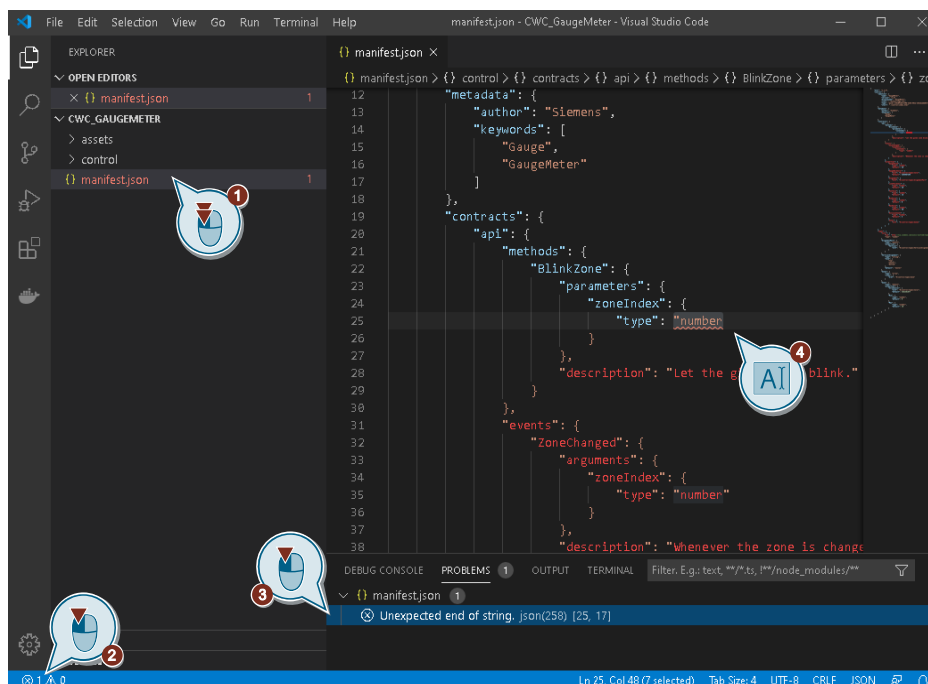 File Edit Selection View Go Run Terminal Help manifest.json - CWC_GaugeMeter - Visual Studio Code
EXPLORER
OPEN EDITORS
{} manifest.json 1
CWC_GAUGEMETER
assets
control
{} manifest.json 1
1
{} manifest.json
{} manifest.json > {} control > {} contracts > {} api > {} methods > {} BlinkZone > {} parameters > {}
12 "metadata": {
13 "author": "Siemens",
14 "keywords": [
15 "Gauge",
16 "GaugeMeter"
17 ]
18 },
19 "contracts": {
20 "api": {
21 "methods": {
22 "BlinkZone": {
23 "parameters": {
24 "zoneIndex": {
25 "type": "number
26 }
27 },
28 "description": "Let the g blink."
29 }
30 },
31 "events": {
32 "ZoneChanged": {
33 "arguments": {
34 "zoneIndex": {
35 "type": "number"
36 }
37 },
38 "description": "Whenever the zone is change
4
A
DEBUG CONSOLE PROBLEMS 1 OUTPUT TERMINAL Filter. E.g.: text, **/*.ts, !**/node_modules/**
{} manifest.json 1
Unexpected end of string. json(258) [25, 17]
3
2
1 0 Ln 25, Col 48 (7 selected) Tab Size: 4 UTF-8 CRLF JSON